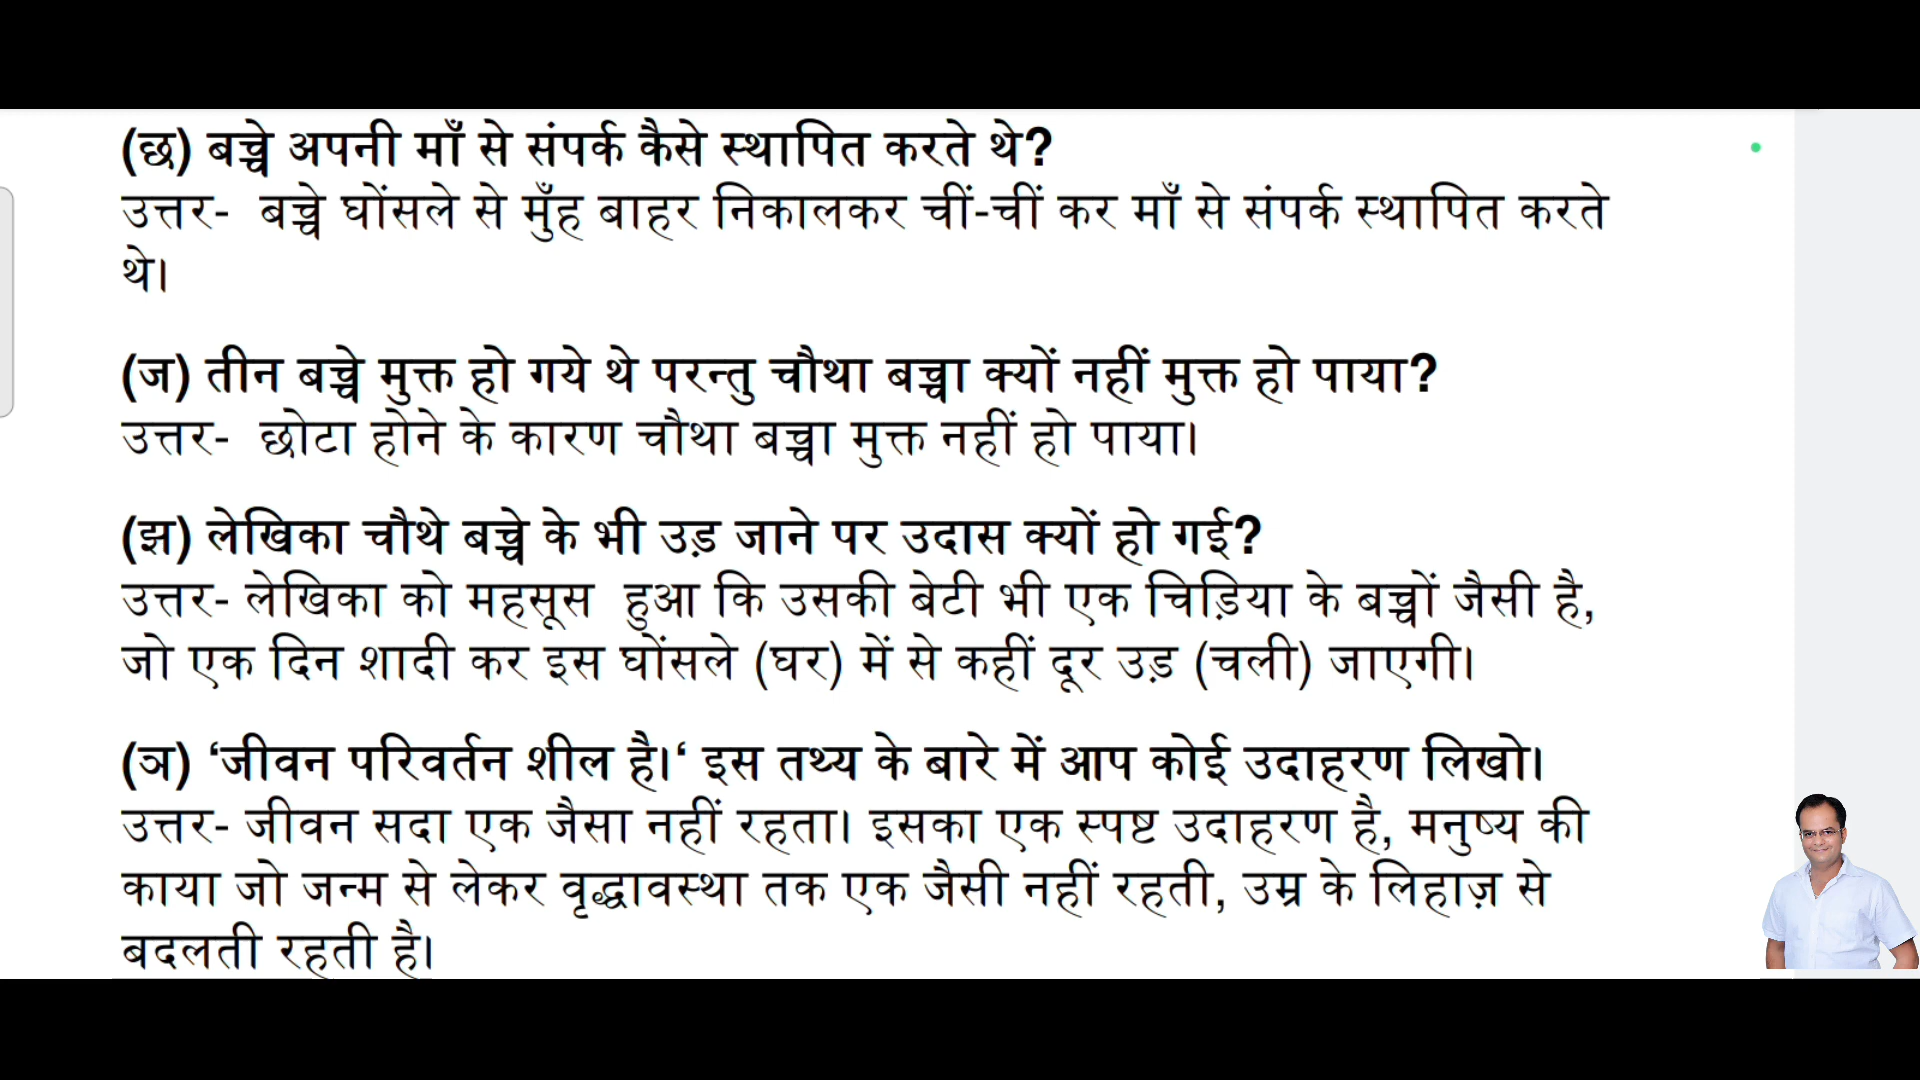 (छ) बच्चे अपनी माँ से संपर्क कैसे स्थापित करते थे?
उत्तर-  बच्चे घोंसले से मुँह बाहर निकालकर चीं-चीं कर माँ से संपर्क स्थापित करते
थे।
(ज) तीन बच्चे मुक्त हो गये थे परन्तु चौथा बच्चा क्यों नहीं मुक्त हो पाया?
उत्तर-  छोटा होने के कारण चौथा बच्चा मुक्त नहीं हो पाया।
(झ) लेखिका चौथे बच्चे के भी उड़ जाने पर उदास क्यों हो गई?
उत्तर- लेखिका को महसूस  हुआ कि उसकी बेटी भी एक चिड़िया के बच्चों जैसी है,
जो एक दिन शादी कर इस घोंसले (घर) में से कहीं दूर उड़ (चली) जाएगी।
(ञ) ‘जीवन परिवर्तन शील है।‘ इस तथ्य के बारे में आप कोई उदाहरण लिखो।
उत्तर- जीवन सदा एक जैसा नहीं रहता। इसका एक स्पष्ट उदाहरण है, मनुष्य की
काया जो जन्म से लेकर वृद्धावस्था तक एक जैसी नहीं रहती, उम्र के लिहाज़ से
बदलती रहती है।